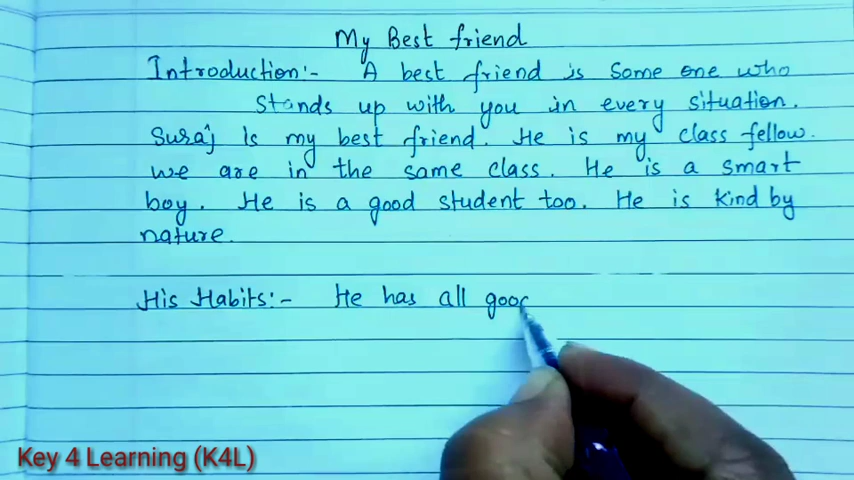 My Best friend
Introduction:- A best friend is some one who
stands up with you in every situation.
Suraj is my best friend. He is my class fellow.
we are in the same class. He is a smart
boy. He is a good student too. He is kind by
nature.
His Habits:- He has all gooc
Key 4 Learning (K4L)